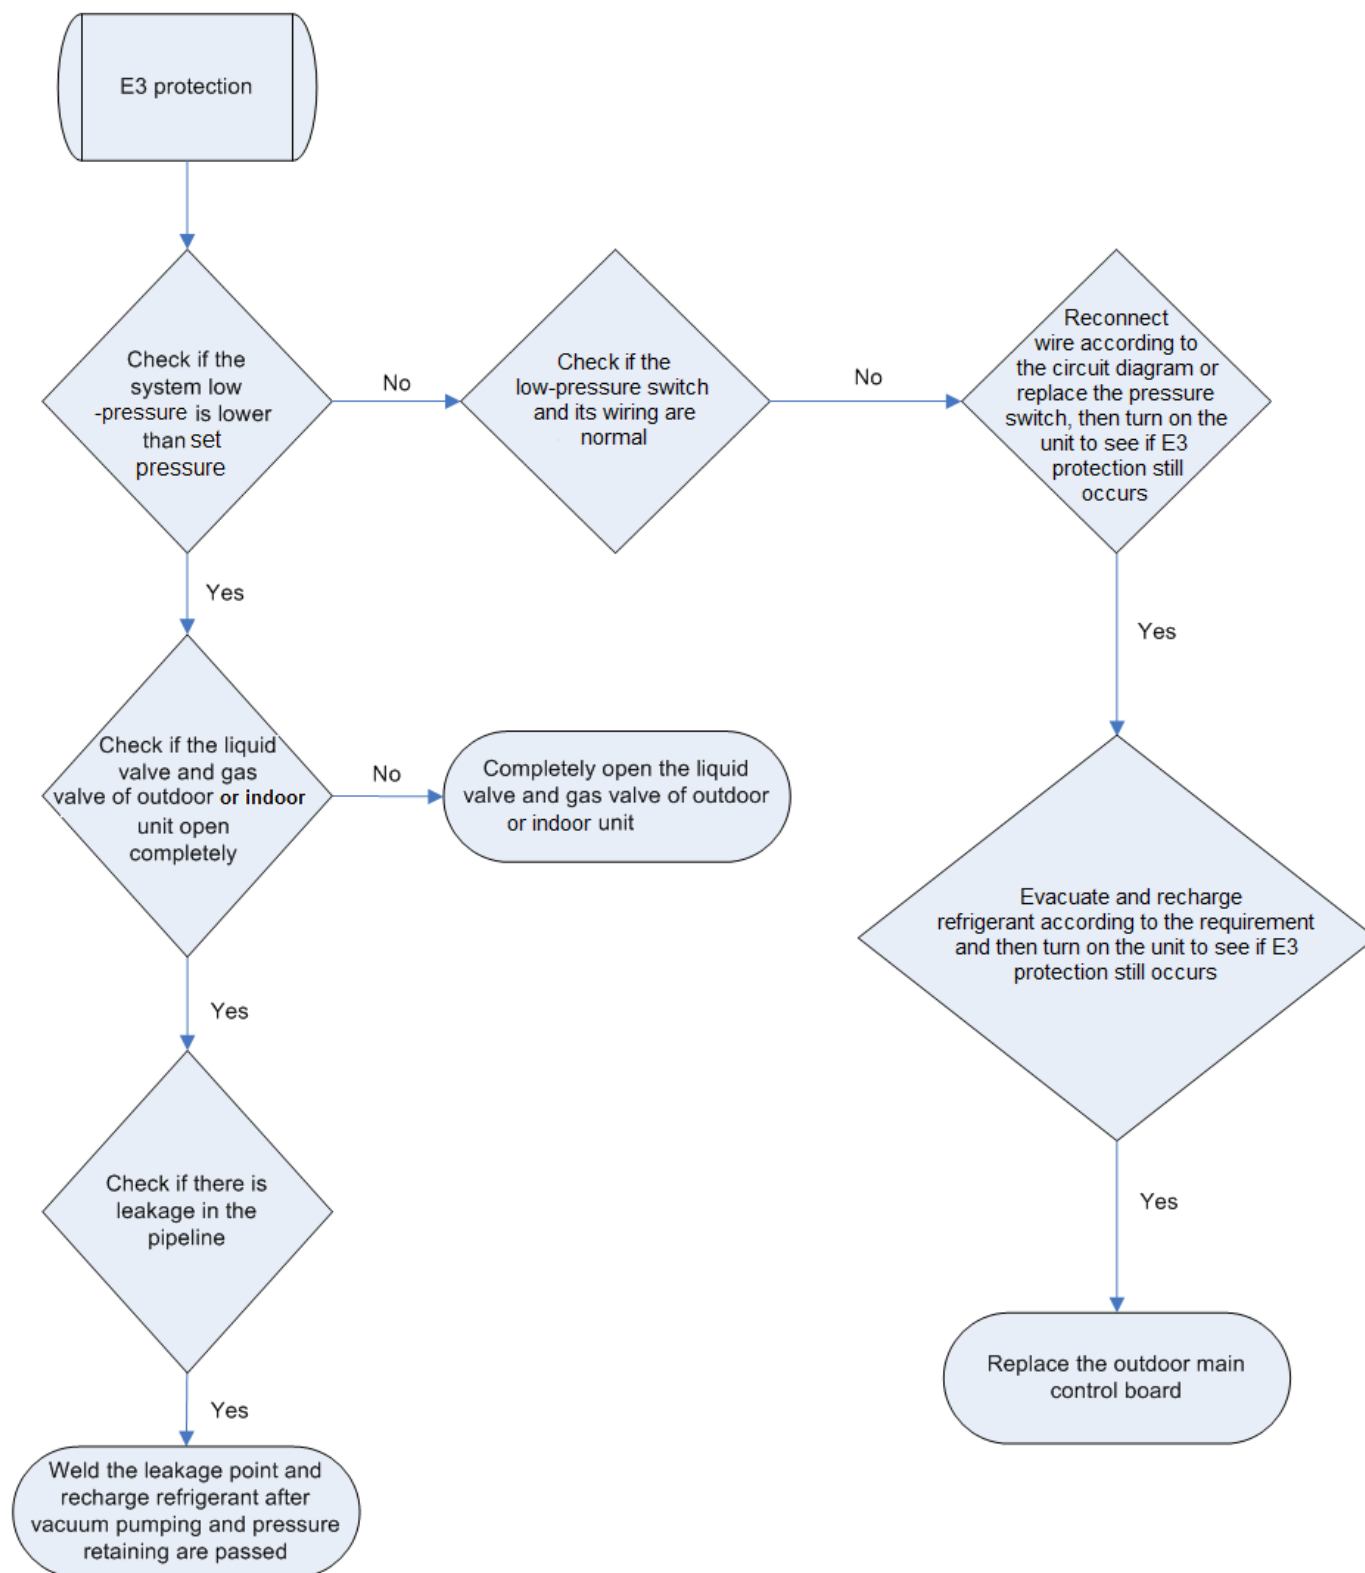 E3 protection
Check if the
system low
-pressure is lower
than set
pressure
No
Check if the
low-pressure switch
and its wiring are
normal
No
Reconnect
wire according to
the circuit diagram or
replace the pressure
switch, then turn on the
unit to see if E3
protection still
occurs
Yes
Yes
Check if the liquid
valve and gas
valve of outdoor or indoor
unit open
completely
No
Completely open the liquid
valve and gas valve of outdoor
or indoor unit
Evacuate and recharge
refrigerant according to the requirement
and then turn on the unit to see if E3
protection still occurs
Yes
Check if there is
leakage in the
pipeline
Yes
Replace the outdoor main
control board
Yes
Weld the leakage point and
recharge refrigerant after
vacuum pumping and pressure
retaining are passed